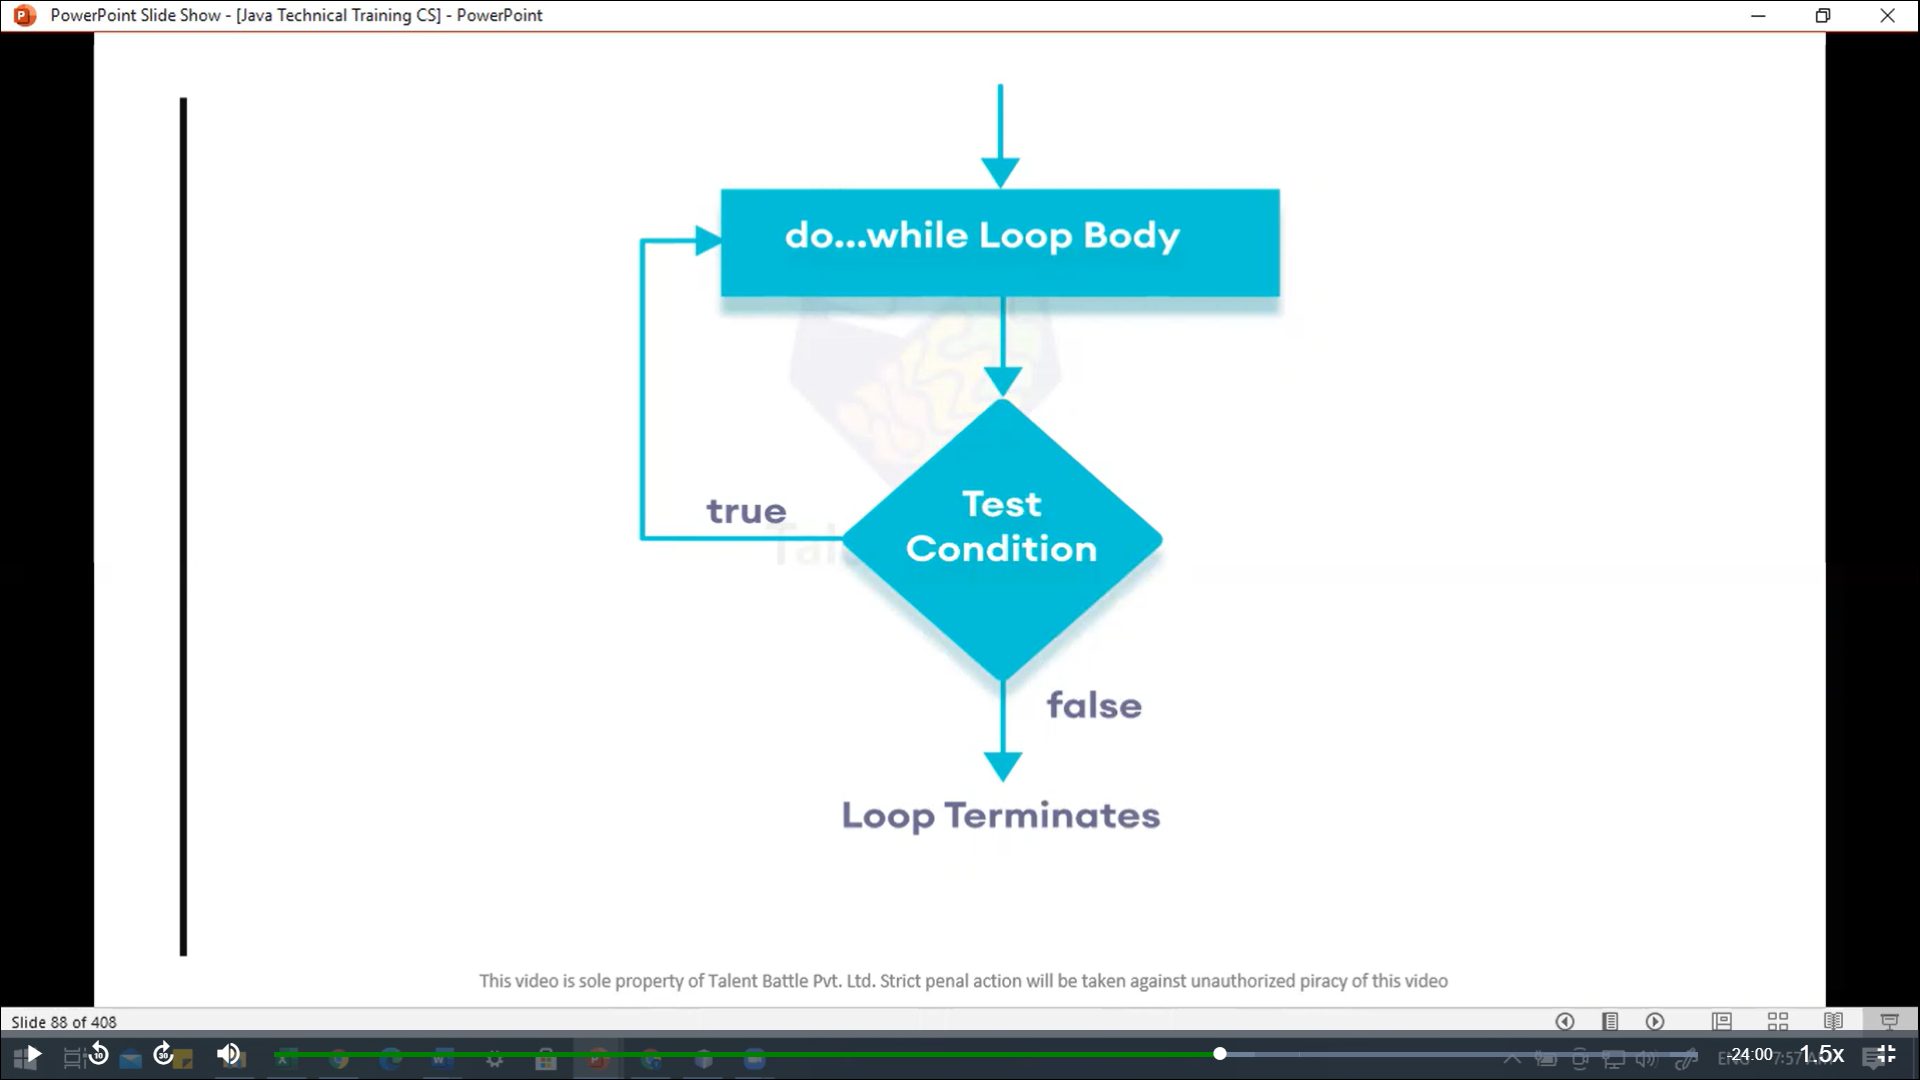 PowerPoint Slide Show - [Java Technical Training CS] - PowerPoint
do...while Loop Body
true
Test
Condition
false
Loop Terminates
This video is sole property of Talent Battle Pvt. Ltd. Strict penal action will be taken against unauthorized piracy of this video
Slide 88 of 408
10
30
-24:00
1.5x